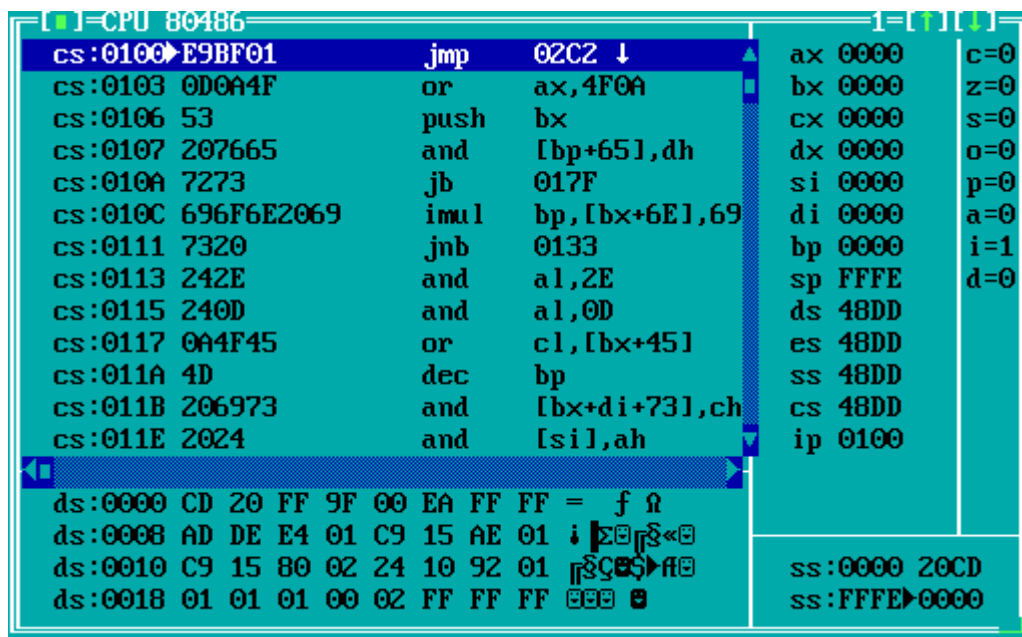 [■]=CPU 80486 1=[↑][↓]
cs:0100▶E9BF01 jmp 02C2 ↓ ax 0000 c=0
cs:0103 0D0A4F or ax,4F0A bx 0000 z=0
cs:0106 53 push bx cx 0000 s=0
cs:0107 207665 and [bp+65],dh dx 0000 o=0
cs:010A 7273 jb 017F si 0000 p=0
cs:010C 696F6E2069 imul bp,[bx+6E],69 di 0000 a=0
cs:0111 7320 jnb 0133 bp 0000 i=1
cs:0113 242E and al,2E sp FFFE d=0
cs:0115 240D and al,0D ds 48DD
cs:0117 0A4F45 or cl,[bx+45] es 48DD
cs:011A 4D dec bp ss 48DD
cs:011B 206973 and [bx+di+73],ch cs 48DD
cs:011E 2024 and [si],ah ip 0100
ds:0000 CD 20 FF 9F 00 EA FF FF = ƒ Ω
ds:0008 AD DE E4 01 C9 15 AE 01 ¡▐Σ☺╔§«☺
ds:0010 C9 15 80 02 24 10 92 01 ╔§Ç☻$►Æ☺ ss:0000 20CD
ds:0018 01 01 01 00 02 FF FF FF ☺☺☺ ☻ ss:FFFE▶0000